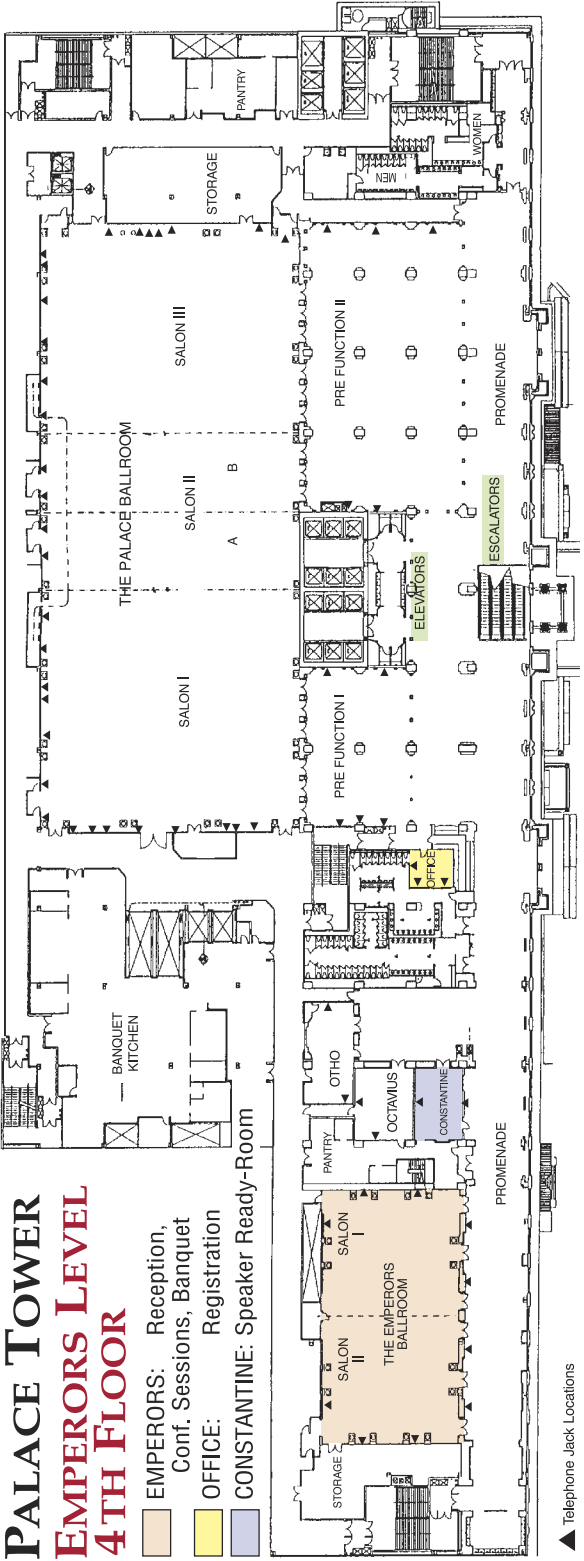 PALACE TOWER
EMPERORS LEVEL
4TH FLOOR
EMPERORS: Reception,
Conf. Sessions, Banquet
OFFICE: Registration
CONSTANTINE: Speaker Ready-Room
BANQUET
KITCHEN
THE PALACE BALLROOM
SALON I
SALON II
A
B
SALON III
STORAGE
PANTRY
STORAGE
SALON
II
SALON
I
THE EMPERORS
BALLROOM
PANTRY
OTHO
OCTAVIUS
CONSTANTINE
OFFICE
PRE FUNCTION I
ELEVATORS
PRE FUNCTION II
MEN
WOMEN
PROMENADE
ESCALATORS
PROMENADE
▲ Telephone Jack Locations